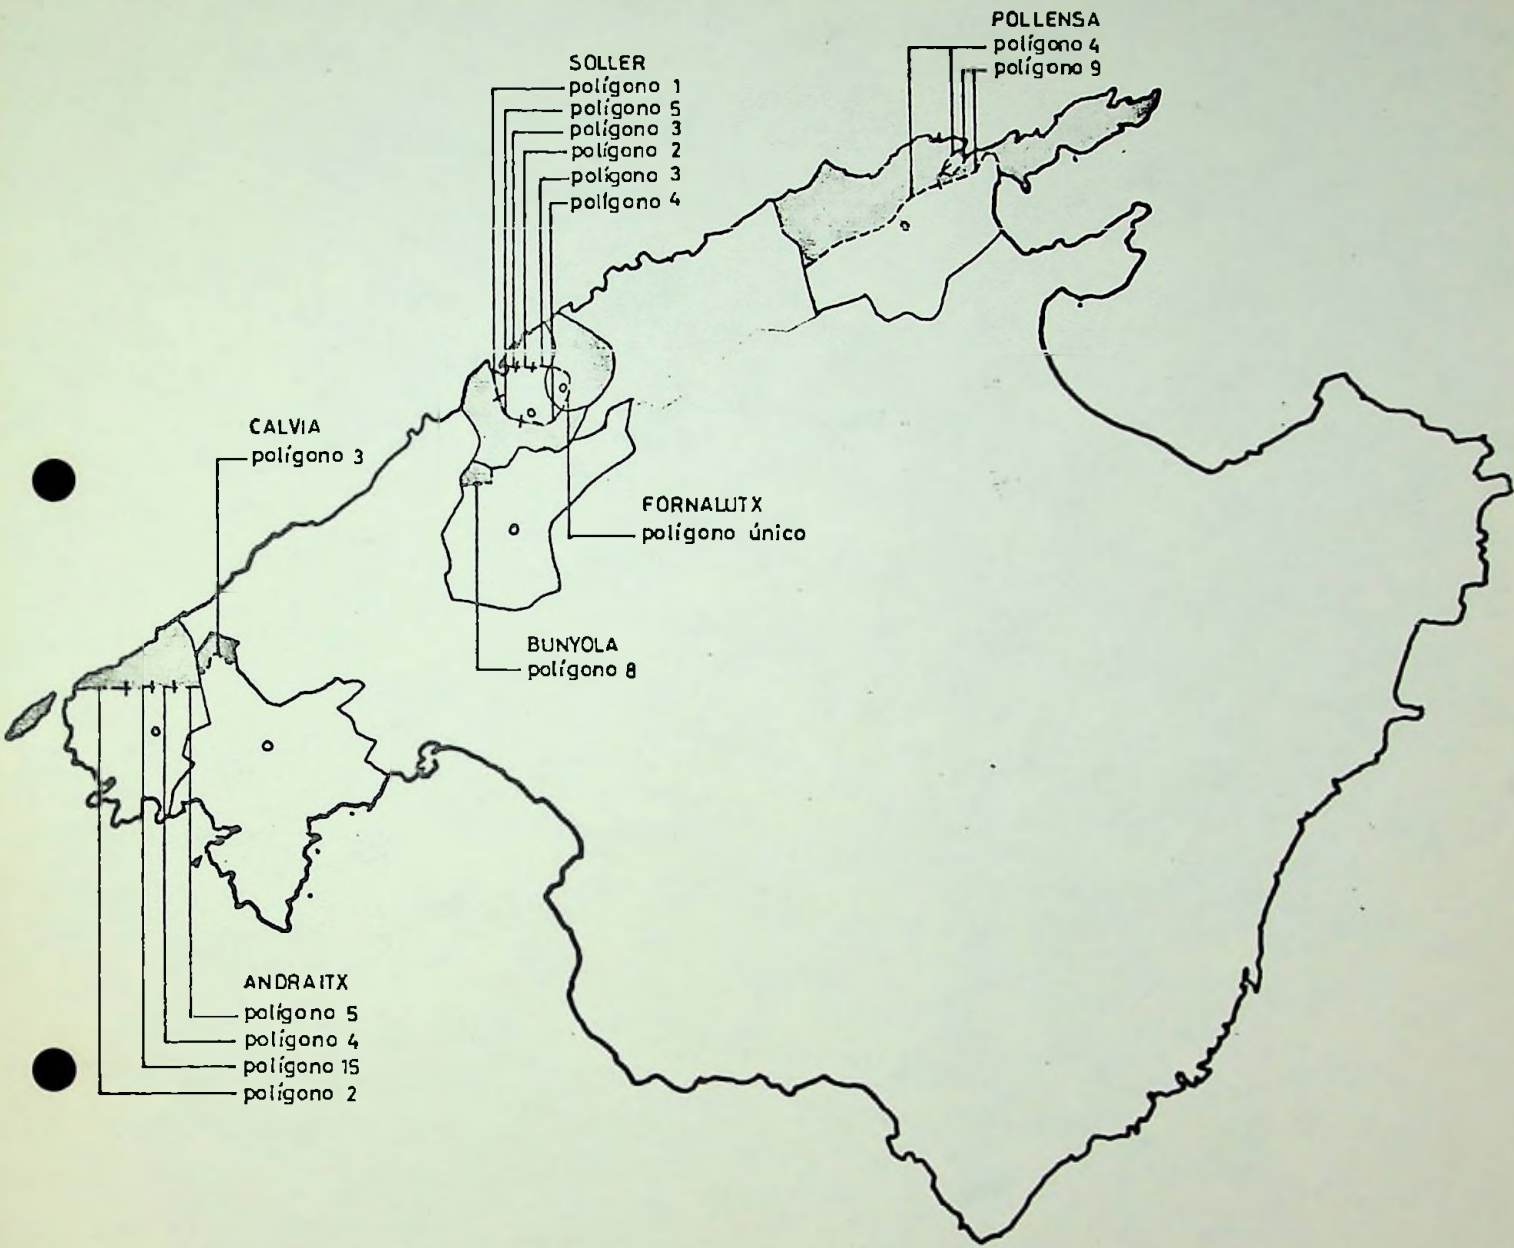 POLLENSA
polígono 4
polígono 9
SOLLER
polígono 1
polígono 5
polígono 3
polígono 2
polígono 3
polígono 4
CALVIA
polígono 3
FORNALUTX
polígono único
BUNYOLA
polígono 8
ANDRAITX
polígono 5
polígono 4
polígono 15
polígono 2